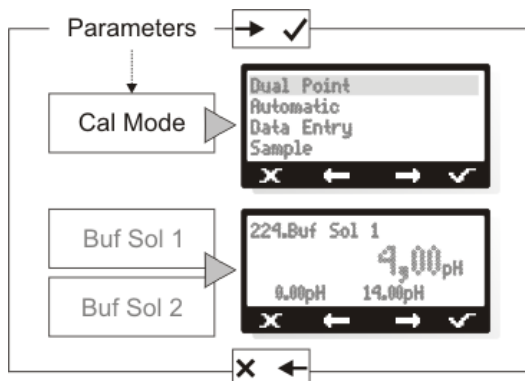 Parameters
Cal Mode
Dual Point
Automatic
Data Entry
Sample
Buf Sol 1
Buf Sol 2
224.Buf Sol 1
4,00pH
0.00pH 14.00pH